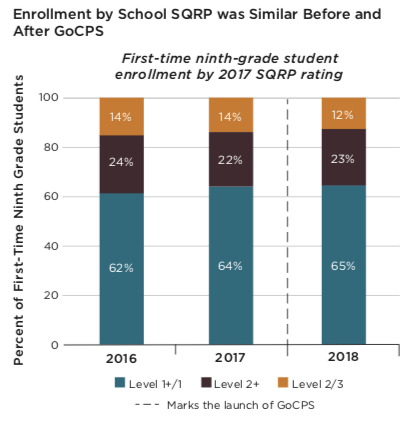 Enrollment by School SQRP was Similar Before and
After GoCPS
First-time ninth-grade student
enrollment by 2017 SQRP rating
Percent of First-Time Ninth Grade Students
100
80
60
40
20
0
14%
24%
62%
14%
22%
64%
12%
23%
65%
2016
2017
2018
Level 1+/1
Level 2+
Level 2/3
Marks the launch of GoCPS